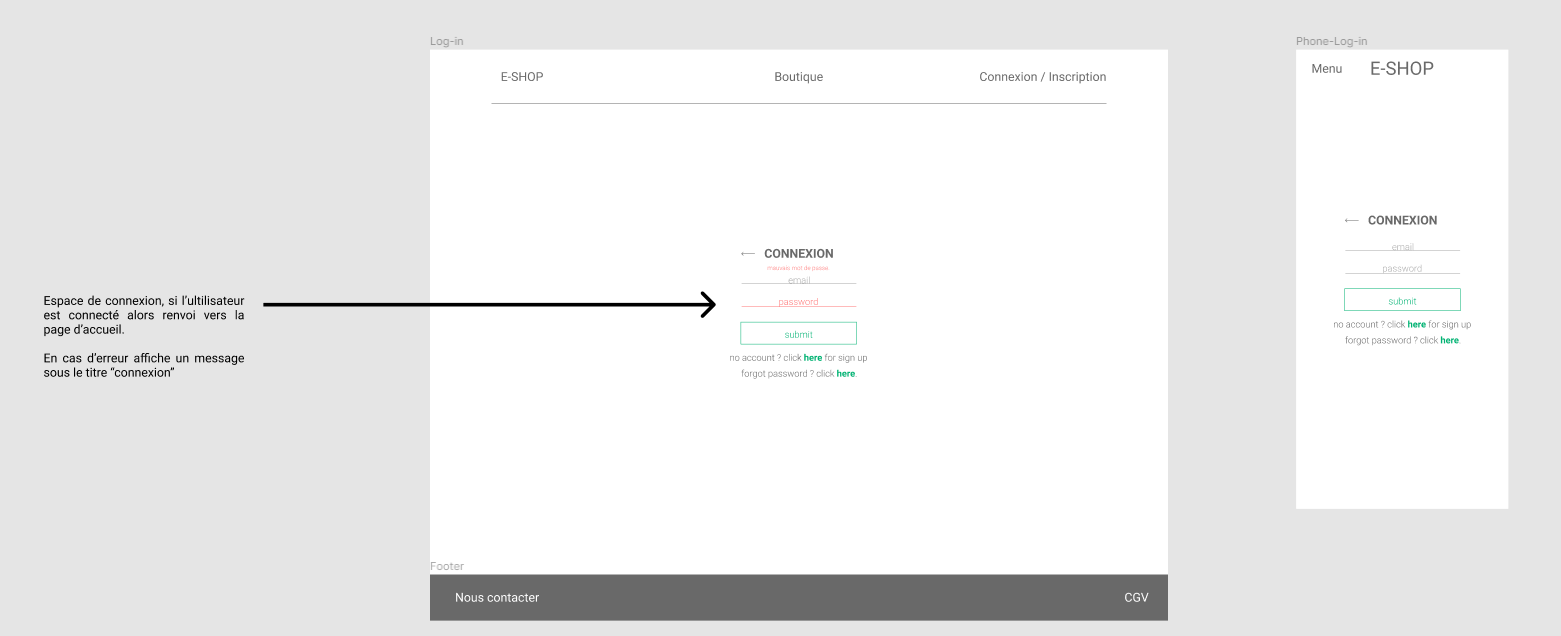 Log-in
E-SHOP
Boutique
Connexion / Inscription
← CONNEXION
mauvais mot de passe
email
password
submit
no account ? click here for sign up
forgot password ? click here.
Espace de connexion, si l’ultilisateur
est connecté alors renvoi vers la
page d’accueil.
En cas d’erreur affiche un message
sous le titre “connexion”
Footer
Nous contacter
CGV
Phone-Log-in
Menu
E-SHOP
← CONNEXION
email
password
submit
no account ? click here for sign up
forgot password ? click here.